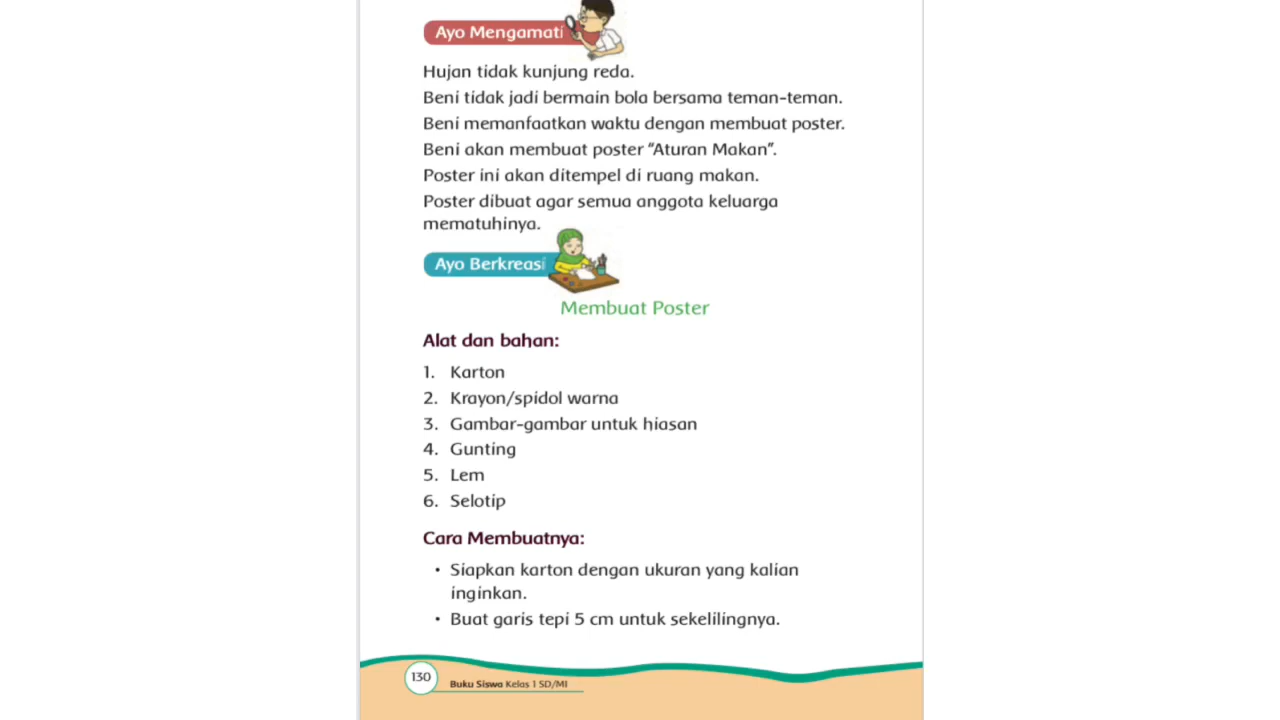 Ayo Mengamati
Hujan tidak kunjung reda.
Beni tidak jadi bermain bola bersama teman-teman.
Beni memanfaatkan waktu dengan membuat poster.
Beni akan membuat poster “Aturan Makan”.
Poster ini akan ditempel di ruang makan.
Poster dibuat agar semua anggota keluarga
mematuhinya.
Ayo Berkreasi
Membuat Poster
Alat dan bahan:
1. Karton
2. Krayon/spidol warna
3. Gambar-gambar untuk hiasan
4. Gunting
5. Lem
6. Selotip
Cara Membuatnya:
• Siapkan karton dengan ukuran yang kalian
inginkan.
• Buat garis tepi 5 cm untuk sekelilingnya.
130 Buku Siswa Kelas 1 SD/MI